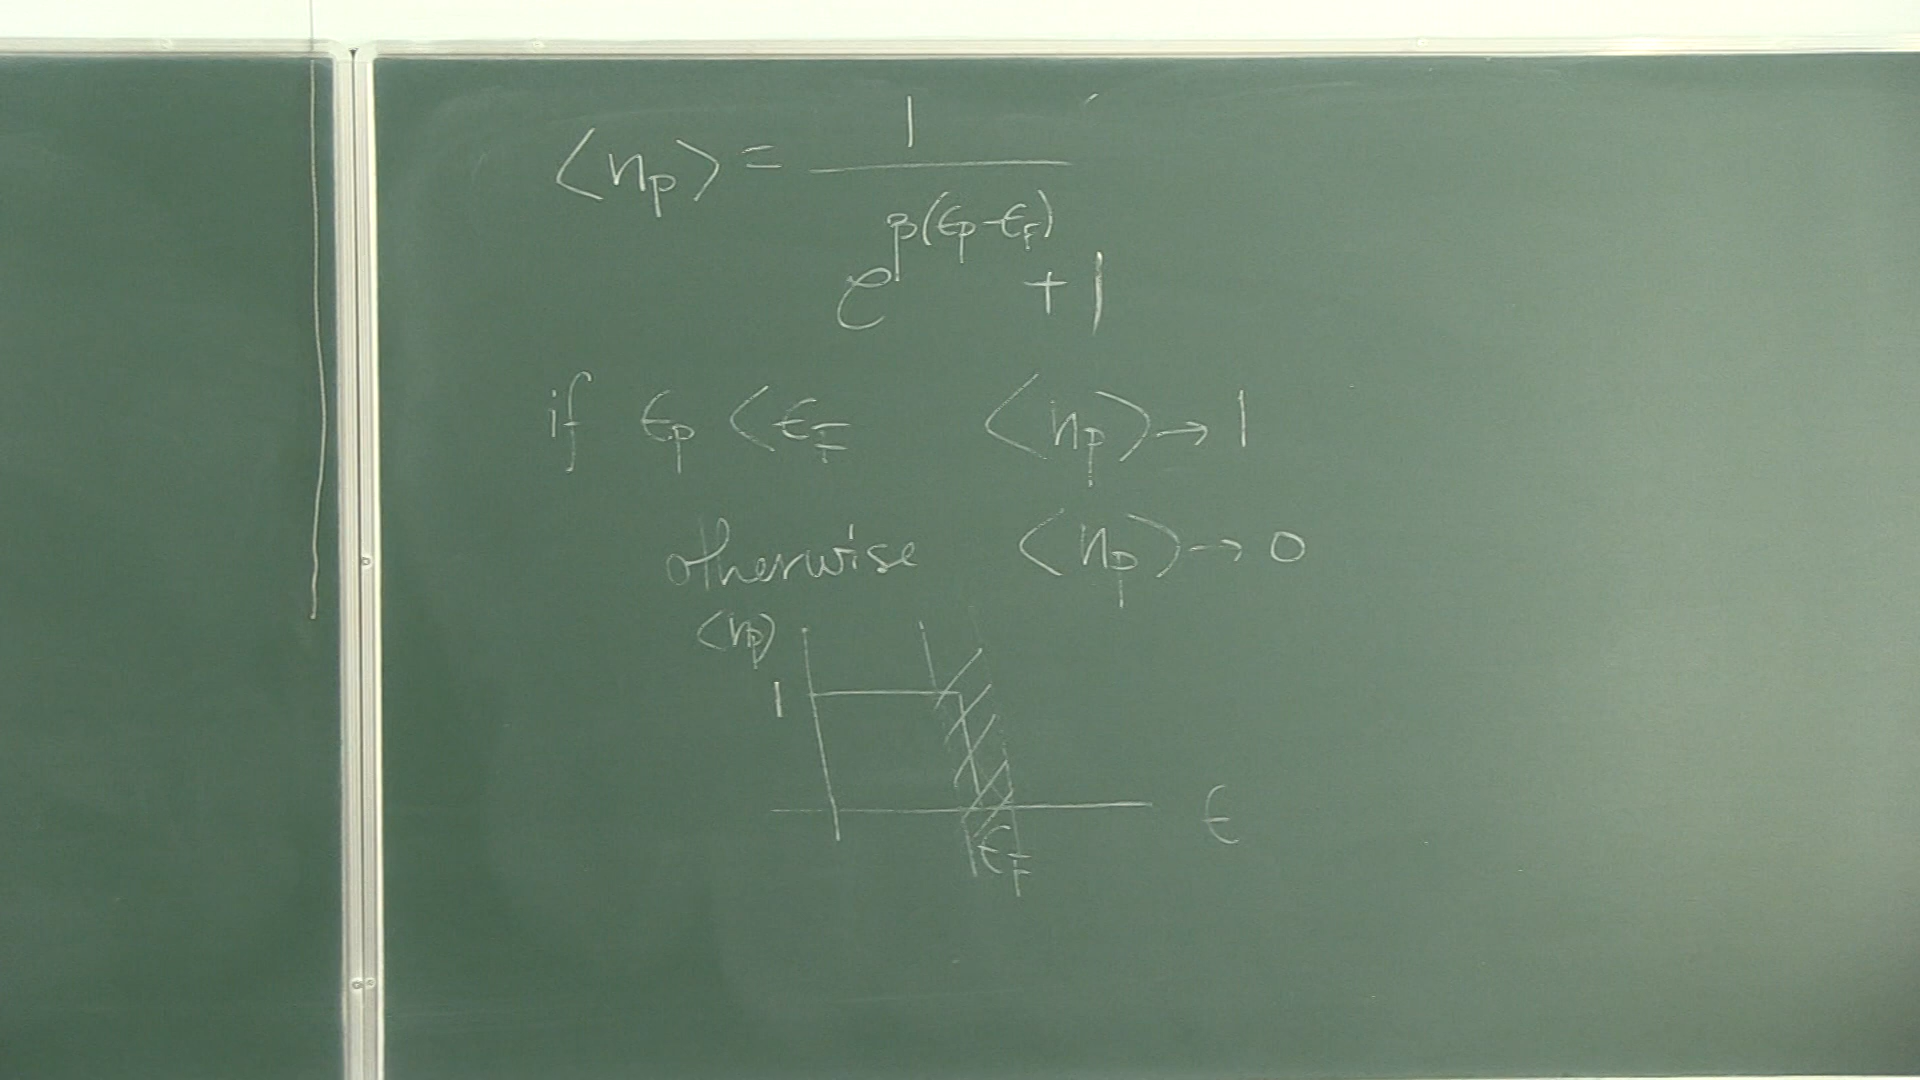 ⟨n_p⟩ = 1 / (e^{β(ϵ_p - ϵ_F)} + 1)
if ϵ_p < ϵ_F ⟨n_p⟩ → 1
otherwise ⟨n_p⟩ → 0
⟨n_p⟩
1
ϵ
ϵ_F